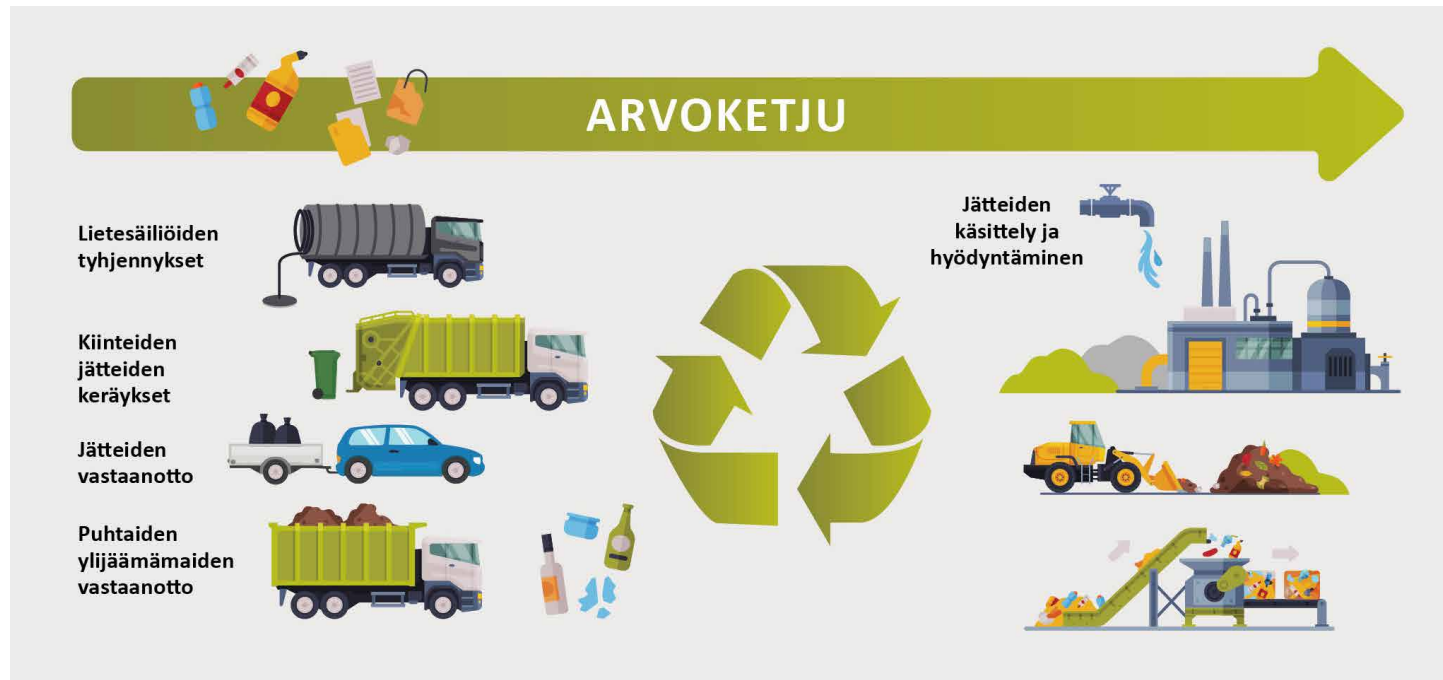 ARVOKETJU
Lietesäiliöiden
tyhjennykset
Kiinteiden
jätteiden
keräykset
Jätteiden
vastaanotto
Puhtaiden
ylijäämämaiden
vastaanotto
Jätteiden
käsittely ja
hyödyntäminen